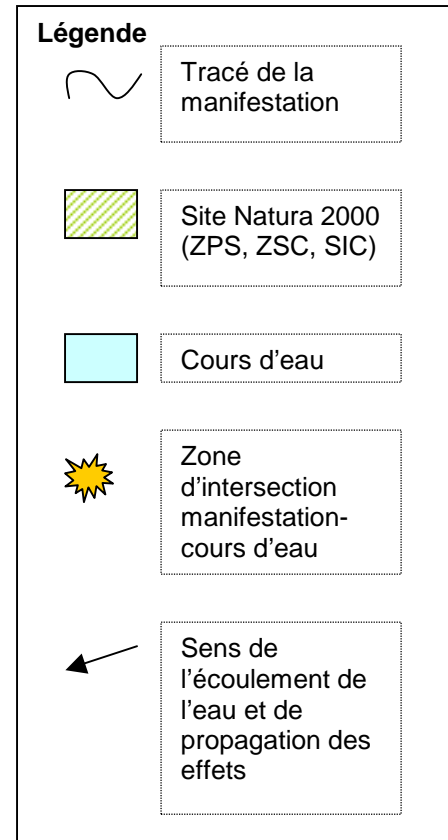 Légende
Tracé de la
manifestation
Site Natura 2000
(ZPS, ZSC, SIC)
Cours d'eau
Zone
d'intersection
manifestation-
cours d'eau
Sens de
l'écoulement de
l'eau et de
propagation des
effets